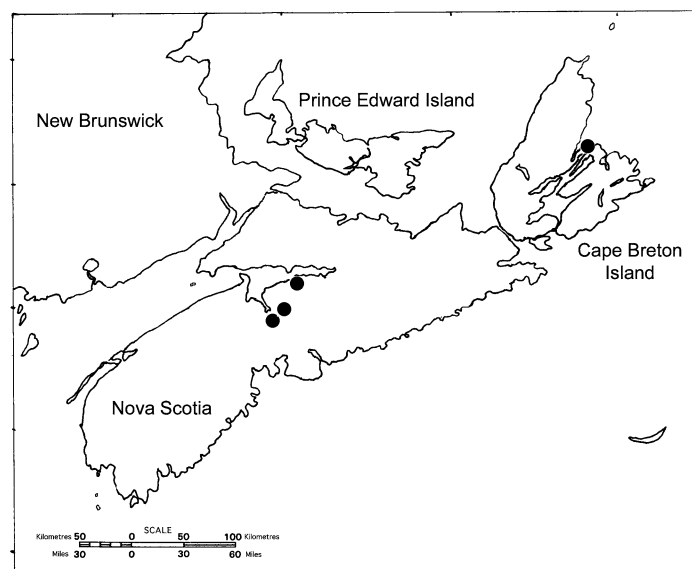 Prince Edward Island
New Brunswick
Cape Breton
Island
Nova Scotia
SCALE
Kilometres 50 0 50 100 Kilometres
Miles 30 0 30 60 Miles